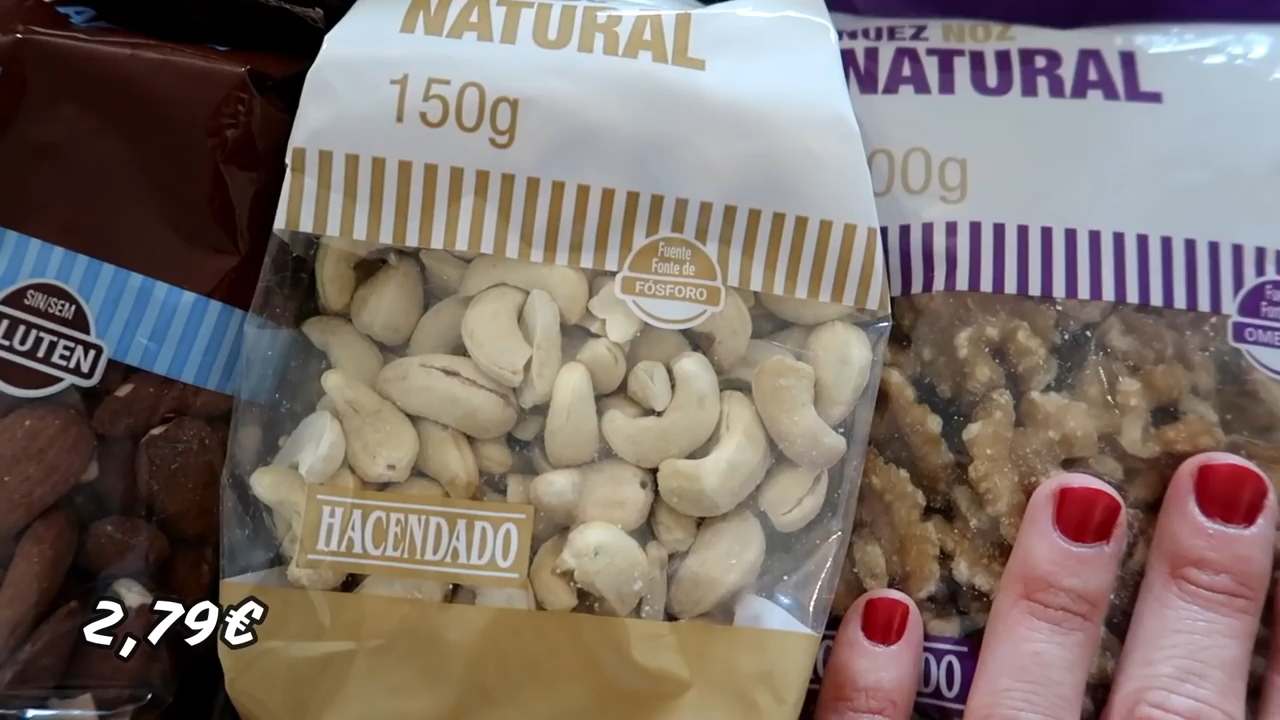 NATURAL
150g
Fuente
Fonte de
FÓSFORO
HACENDADO
NUEZ NOZ
NATURAL
00g
SIN/SEM
LUTEN
2,79€